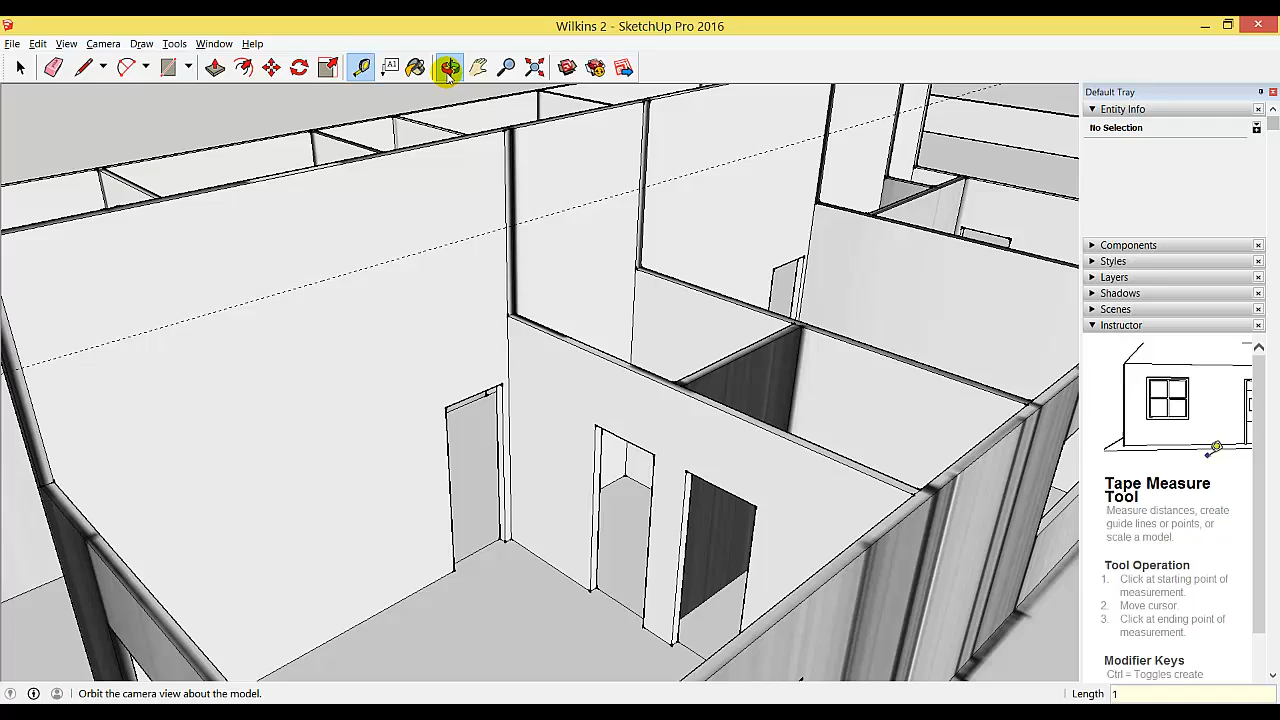 Wilkins 2 - SketchUp Pro 2016
File Edit View Camera Draw Tools Window Help
A1
Default Tray
Entity Info
No Selection
Components
Styles
Layers
Shadows
Scenes
Instructor
Tape Measure
Tool
Measure distances, create
guide lines or points, or
scale a model.
Tool Operation
1. Click at starting point of
measurement.
2. Move cursor.
3. Click at ending point of
measurement.
Modifier Keys
Ctrl = Toggles create
Orbit the camera view about the model.
Length 1